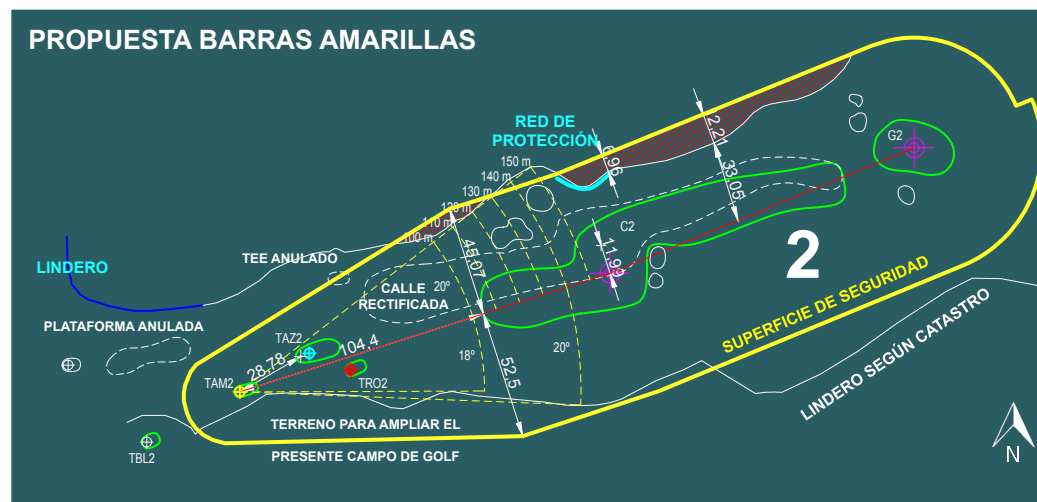 PROPUESTA BARRAS AMARILLAS
RED DE
PROTECCIÓN
150 m
140 m
130 m
120 m
110 m
100 m
2.21
6.96
33.05
G2
C2
11.99
45.07
LINDERO
TEE ANULADO
20º
CALLE
RECTIFICADA
2
SUPERFICIE DE SEGURIDAD
LINDERO SEGÚN CATASTRO
PLATAFORMA ANULADA
TAZ2
104.4
28.78
18º
20º
52.5
TAM2
TRO2
TERRENO PARA AMPLIAR EL
PRESENTE CAMPO DE GOLF
TBL2
N